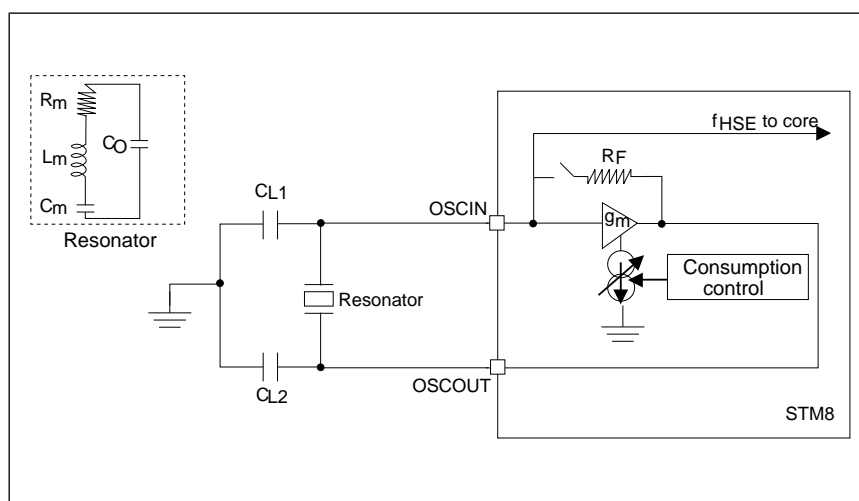 fHSE to core
Rm
RF
CO
Lm
CL1
OSCIN
gm
Cm
Resonator
Consumption
control
Resonator
CL2
OSCOUT
STM8